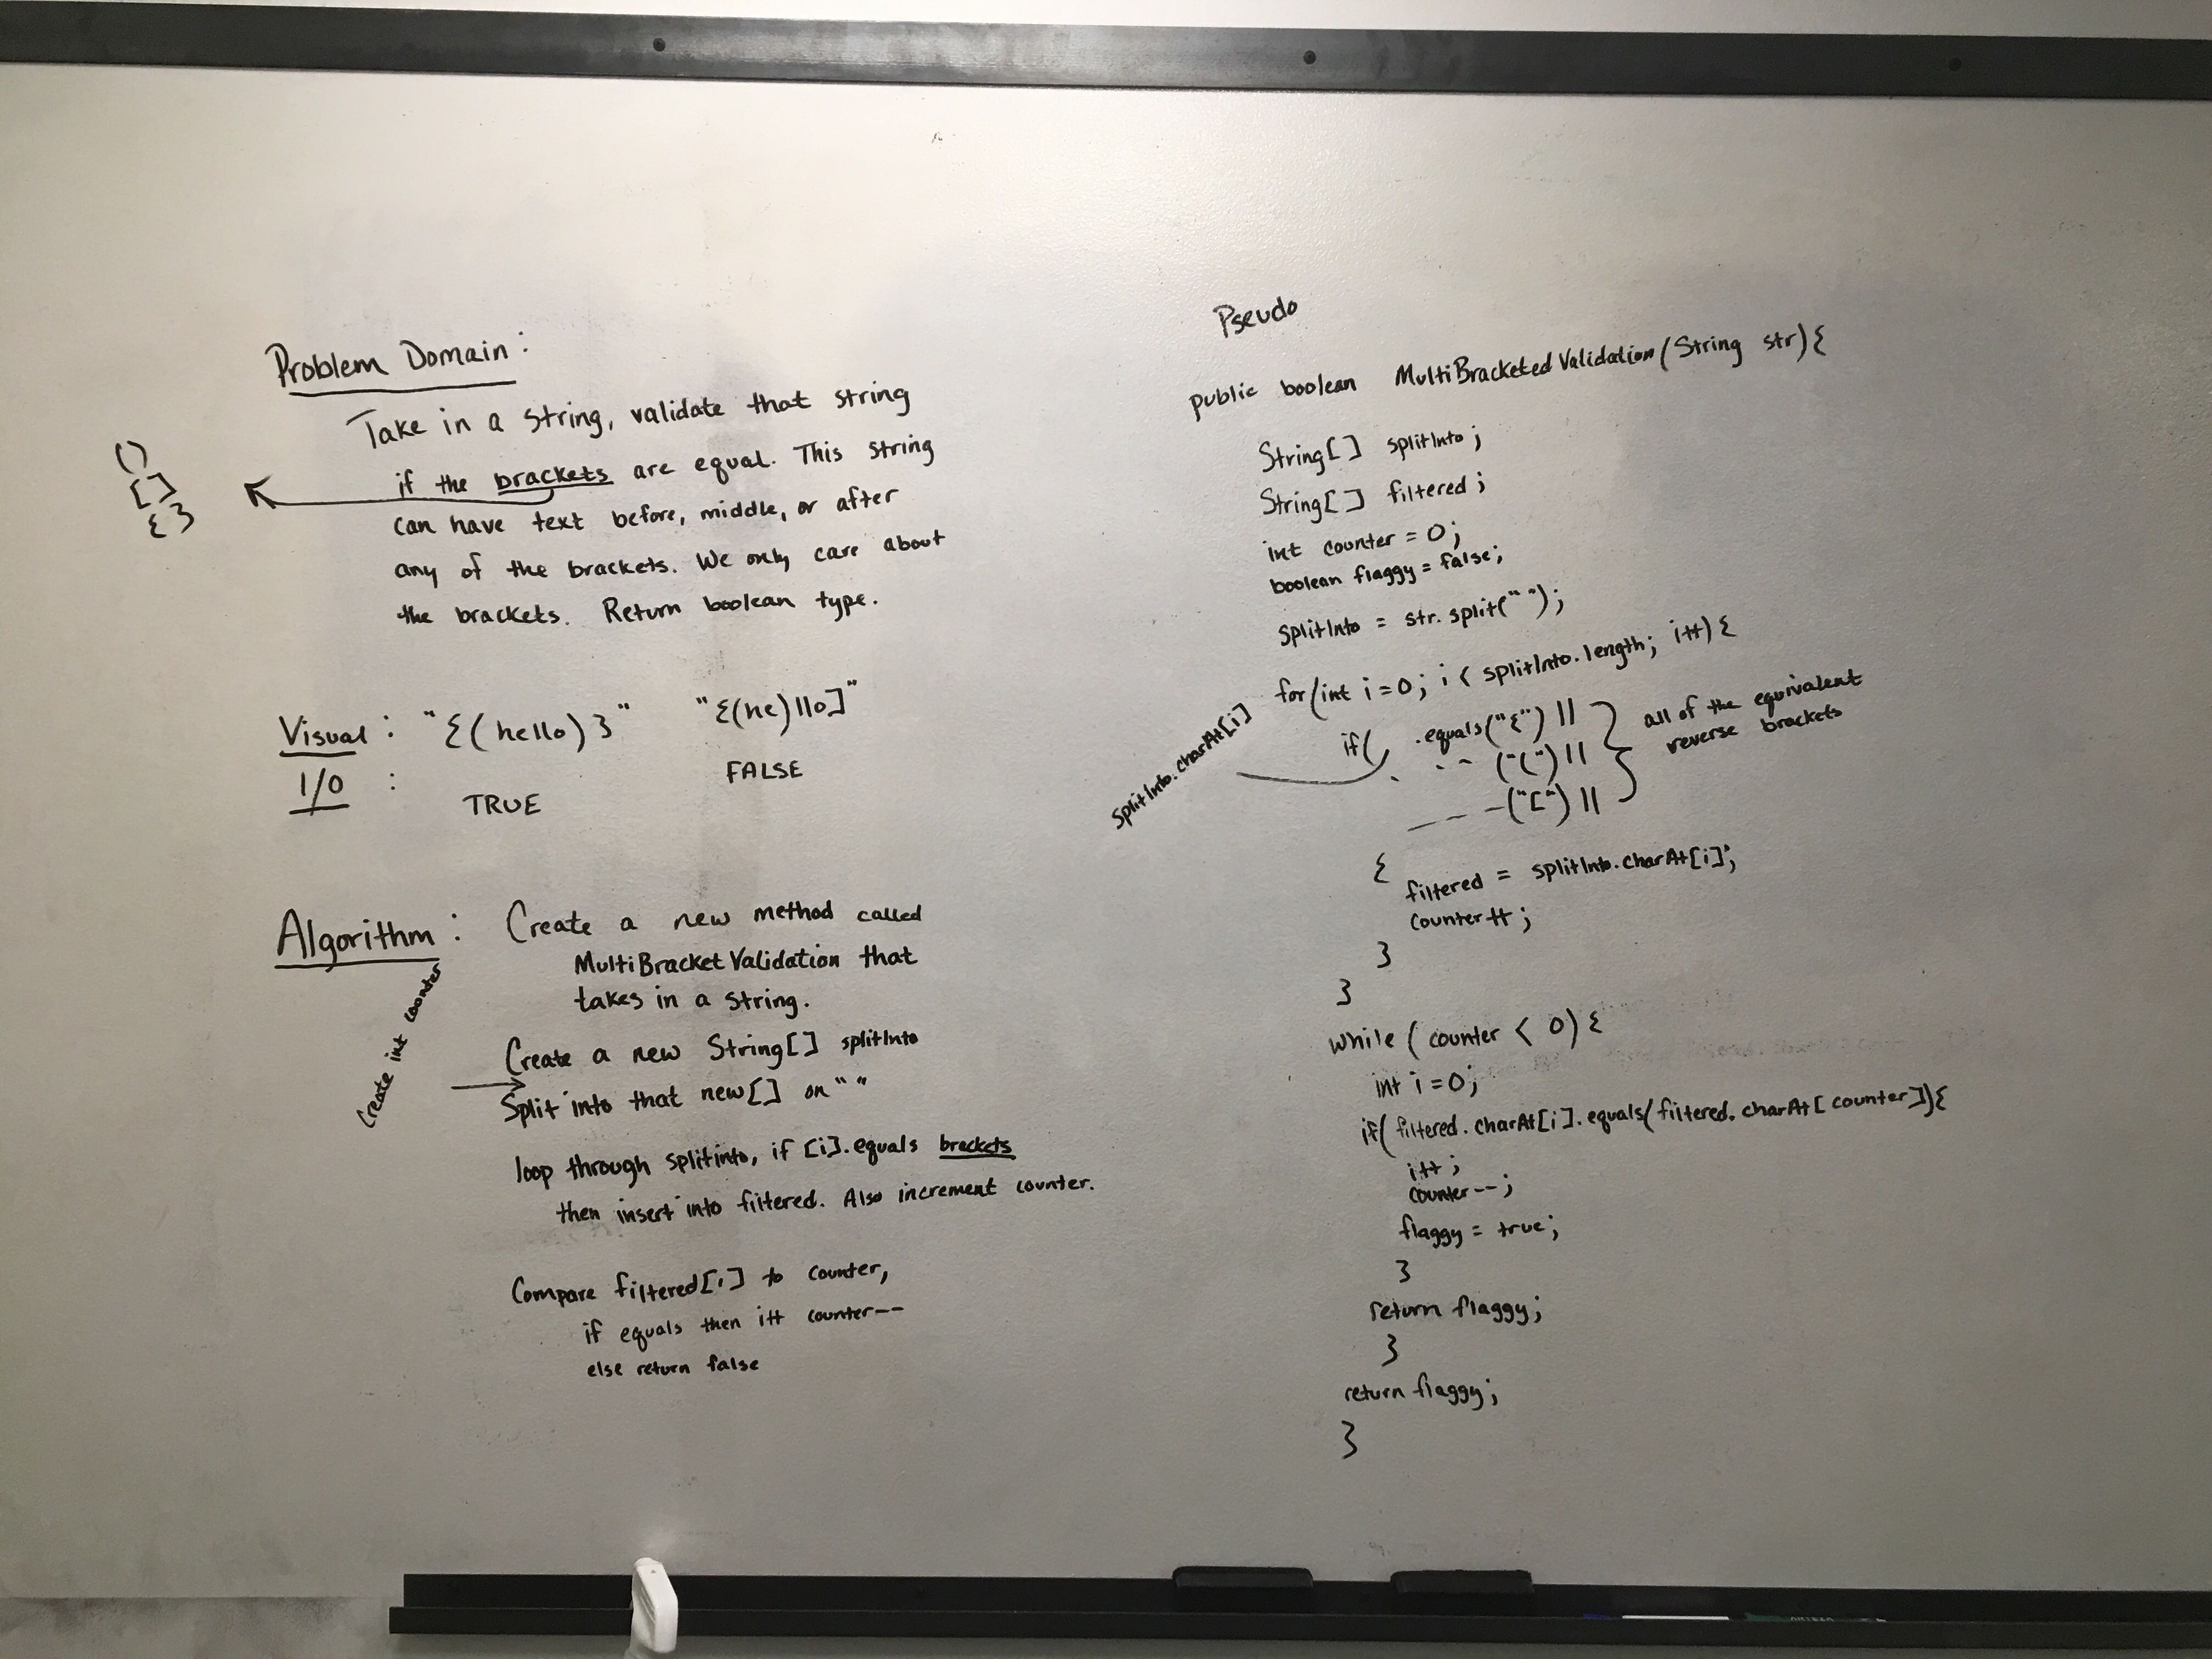 Problem Domain:
Take in a string, validate that string
if the brackets are equal. This string
can have text before, middle, or after
any of the brackets. We only care about
the brackets. Return boolean type.
()
[]
{}
Visual: "{(hello)}" "{(he)llo]"
I/O: TRUE FALSE
Algorithm: Create a new method called
MultiBracketValidation that
takes in a string.
Create a new String[] splitInto
Create int counter
Split into that new[] on " "
loop through splitinto, if [i].equals brackets
then insert into filtered. Also increment counter.
Compare filtered[i] to counter,
if equals then i++ counter--
else return false
Pseudo
public boolean MultiBracketedValidation(String str){
String[] splitInto;
String[] filtered;
int counter = 0;
boolean flaggy = false;
splitInto = str.split(" ");
for(int i=0; i < splitInto.length; i++){
splitInto.charAt[i]
if( .equals("{") ||
("(") ||
("[") ||
all of the equivalent
reverse brackets
{
filtered = splitInto.charAt[i];
counter++;
}
}
while (counter < 0){
int i=0;
if(filtered.charAt[i].equals(filtered.charAt[counter]){
i++;
counter--;
flaggy = true;
}
return flaggy;
}
return flaggy;
}